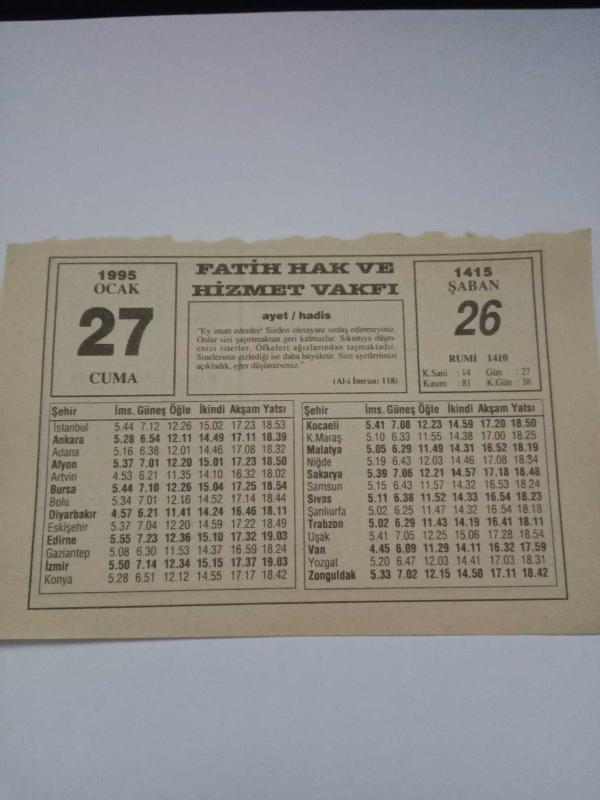 1995
OCAK
27
CUMA
FATİH HAK VE
HİZMET VAKFI
ayet / hadis
"Ey iman edenler! Sizden olmayanı sırdaş edinmeyiniz.
Onlar sizi şaşırtmaktan geri kalmazlar. Sıkıntıya düşm-
enizi isterler. Öfkeleri ağızlarından taşmaktadır.
Sinelerinin gizlediği ise daha büyüktür. Size ayetlerimizi
açıkladık, eğer düşünürseniz."
(Al-i İmran: 118)
1415
ŞABAN
26
RUMİ 1410
K.Sani : 14 Gün : 27
Kasım : 81 K.Gün : 38
Şehir İms. Güneş Öğle İkindi Akşam Yatsı
İstanbul 5.44 7.12 12.26 15.02 17.23 18.53
Ankara 5.28 6.54 12.11 14.49 17.11 18.39
Adana 5.16 6.38 12.01 14.46 17.08 18.32
Afyon 5.37 7.01 12.20 15.01 17.23 18.50
Artvin 4.53 6.21 11.35 14.10 16.32 18.02
Bursa 5.44 7.10 12.26 15.04 17.25 18.54
Bolu 5.34 7.01 12.16 14.52 17.14 18.44
Diyarbakır 4.57 6.21 11.41 14.24 16.46 18.11
Eskişehir 5.37 7.04 12.20 14.59 17.22 18.49
Edirne 5.55 7.23 12.36 15.10 17.32 19.03
Gaziantep 5.08 6.30 11.53 14.37 16.59 18.24
İzmir 5.50 7.14 12.34 15.15 17.37 19.03
Konya 5.28 6.51 12.12 14.55 17.17 18.42
Şehir İms. Güneş Öğle İkindi Akşam Yatsı
Kocaeli 5.41 7.08 12.23 14.59 17.20 18.50
K.Maraş 5.10 6.33 11.55 14.38 17.00 18.25
Malatya 5.05 6.29 11.49 14.31 16.52 18.19
Niğde 5.19 6.43 12.03 14.46 17.08 18.34
Sakarya 5.39 7.06 12.21 14.57 17.18 18.48
Samsun 5.15 6.43 11.57 14.32 16.53 18.24
Sıvas 5.11 6.38 11.52 14.33 16.54 18.23
Şanlıurfa 5.02 6.25 11.47 14.32 16.54 18.18
Trabzon 5.02 6.29 11.43 14.19 16.41 18.11
Uşak 5.41 7.05 12.25 15.06 17.28 18.54
Van 4.45 6.09 11.29 14.11 16.32 17.59
Yozgat 5.20 6.47 12.03 14.41 17.03 18.31
Zonguldak 5.33 7.02 12.15 14.50 17.11 18.42